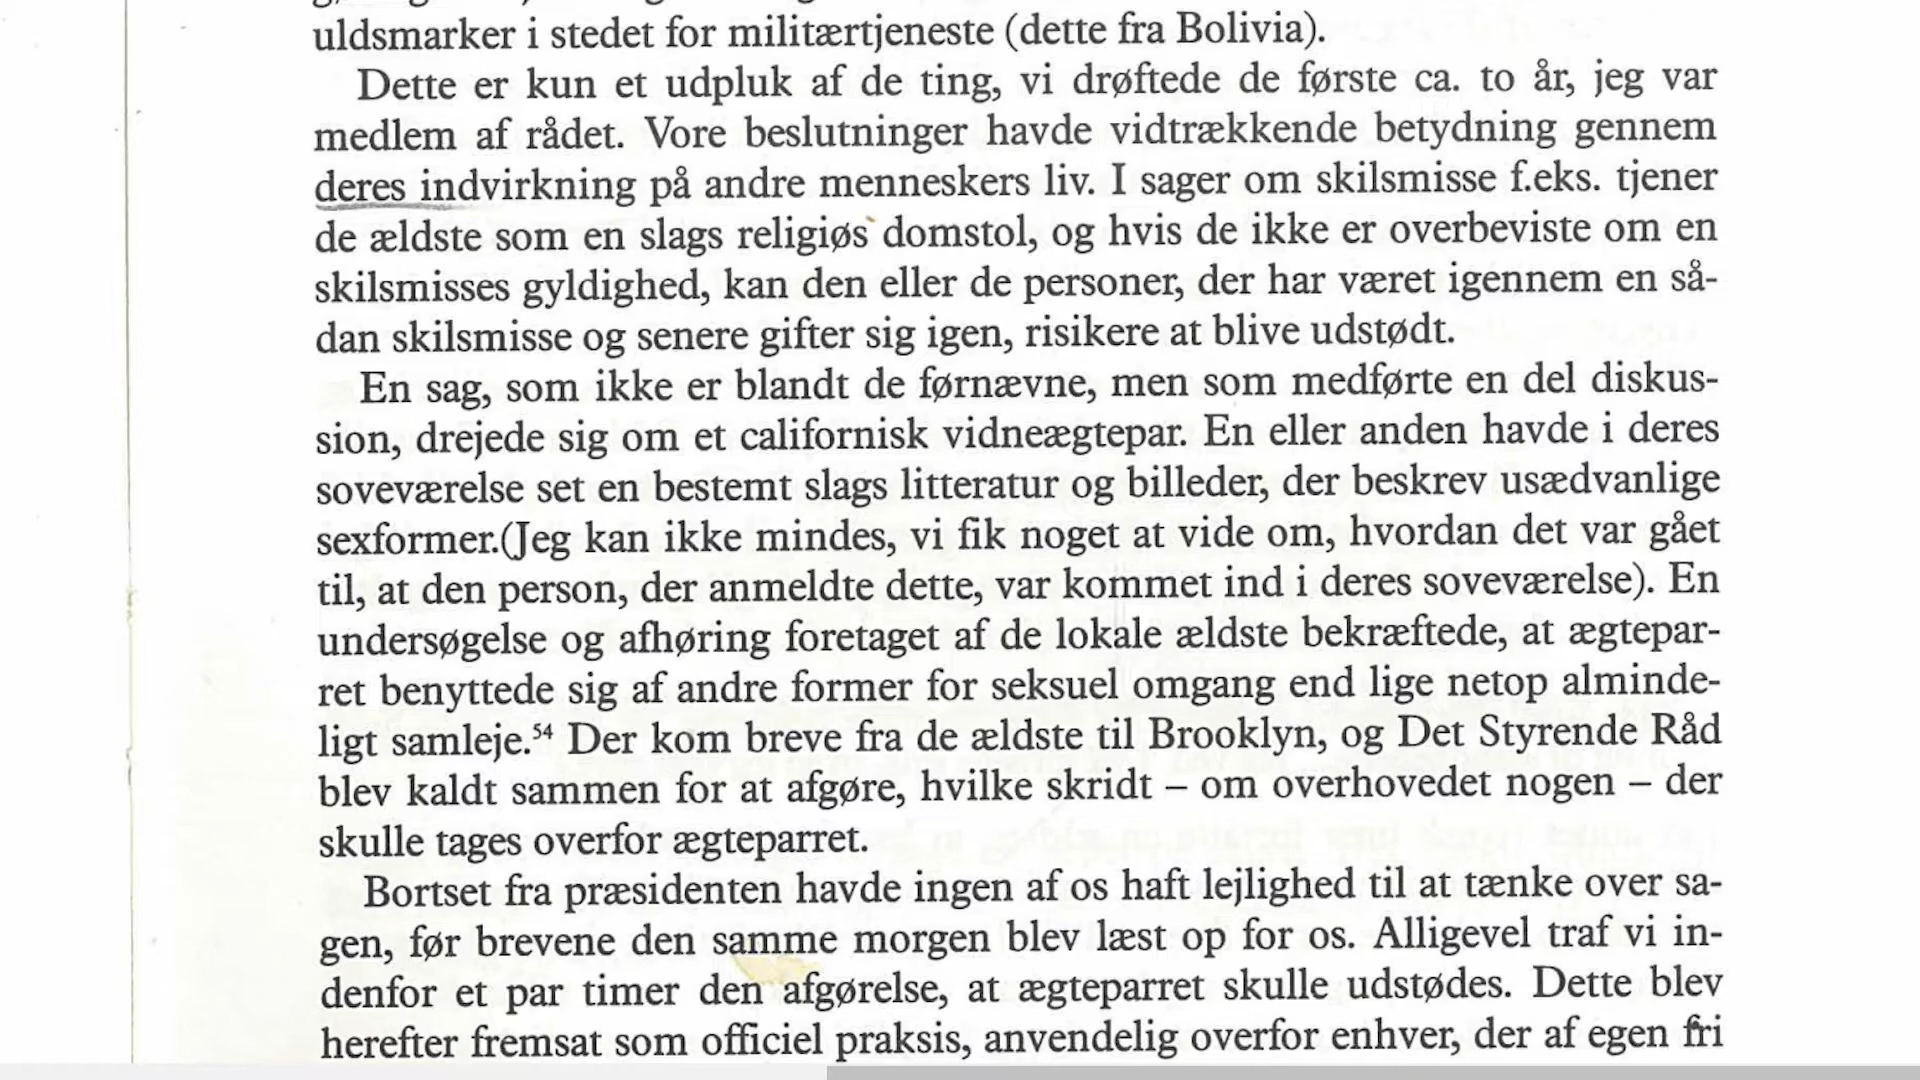 uldsmarker i stedet for militærtjeneste (dette fra Bolivia).
Dette er kun et udpluk af de ting, vi drøftede de første ca. to år, jeg var
medlem af rådet. Vore beslutninger havde vidtrækkende betydning gennem
deres indvirkning på andre menneskers liv. I sager om skilsmisse f.eks. tjener
de ældste som en slags religiøs domstol, og hvis de ikke er overbeviste om en
skilsmisses gyldighed, kan den eller de personer, der har været igennem en så-
dan skilsmisse og senere gifter sig igen, risikere at blive udstødt.
En sag, som ikke er blandt de førnævne, men som medførte en del diskus-
sion, drejede sig om et californisk vidneægtepar. En eller anden havde i deres
soveværelse set en bestemt slags litteratur og billeder, der beskrev usædvanlige
sexformer.(Jeg kan ikke mindes, vi fik noget at vide om, hvordan det var gået
til, at den person, der anmeldte dette, var kommet ind i deres soveværelse). En
undersøgelse og afhøring foretaget af de lokale ældste bekræftede, at ægtepar-
ret benyttede sig af andre former for seksuel omgang end lige netop alminde-
ligt samleje.⁵⁴ Der kom breve fra de ældste til Brooklyn, og Det Styrende Råd
blev kaldt sammen for at afgøre, hvilke skridt – om overhovedet nogen – der
skulle tages overfor ægteparret.
Bortset fra præsidenten havde ingen af os haft lejlighed til at tænke over sa-
gen, før brevene den samme morgen blev læst op for os. Alligevel traf vi in-
denfor et par timer den afgørelse, at ægteparret skulle udstødes. Dette blev
herefter fremsat som officiel praksis, anvendelig overfor enhver, der af egen fri